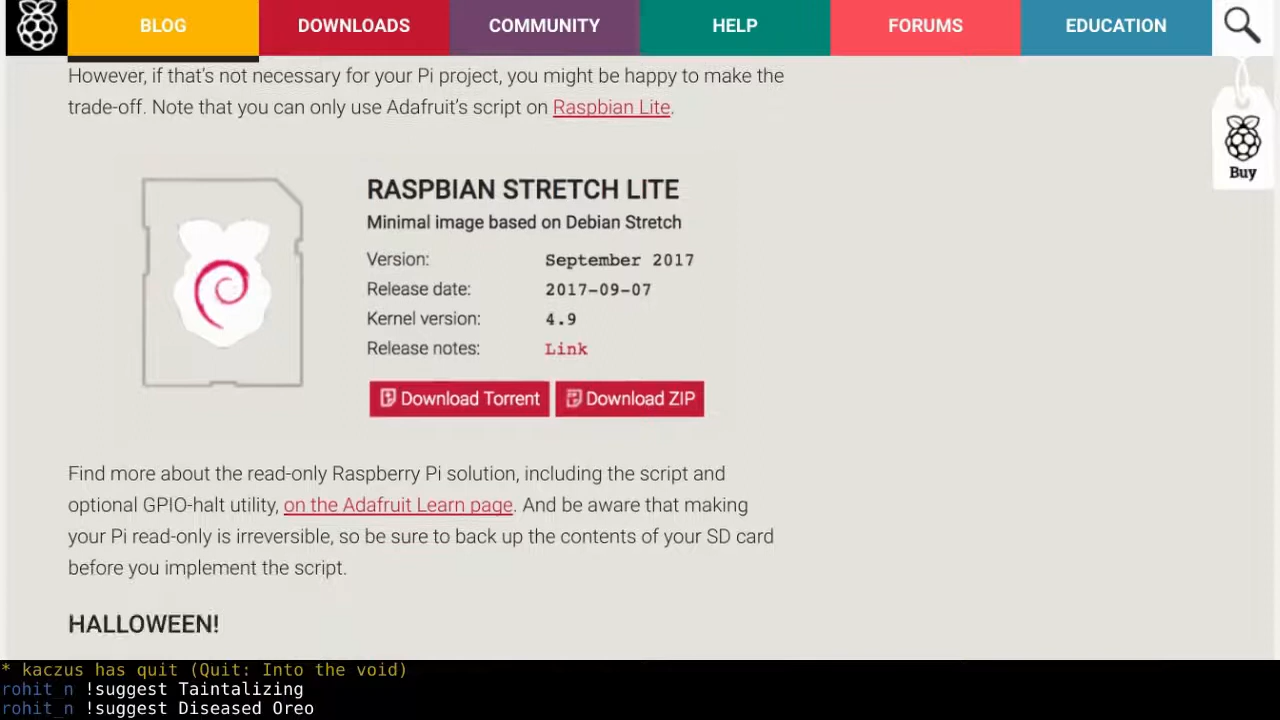 BLOG DOWNLOADS COMMUNITY HELP FORUMS EDUCATION
However, if that's not necessary for your Pi project, you might be happy to make the
trade-off. Note that you can only use Adafruit's script on Raspbian Lite.
Buy
RASPBIAN STRETCH LITE
Minimal image based on Debian Stretch
Version: September 2017
Release date: 2017-09-07
Kernel version: 4.9
Release notes: Link
Download Torrent Download ZIP
Find more about the read-only Raspberry Pi solution, including the script and
optional GPIO-halt utility, on the Adafruit Learn page. And be aware that making
your Pi read-only is irreversible, so be sure to back up the contents of your SD card
before you implement the script.
HALLOWEEN!
* kaczus has quit (Quit: Into the void)
rohit_n !suggest Taintalizing
rohit_n !suggest Diseased Oreo